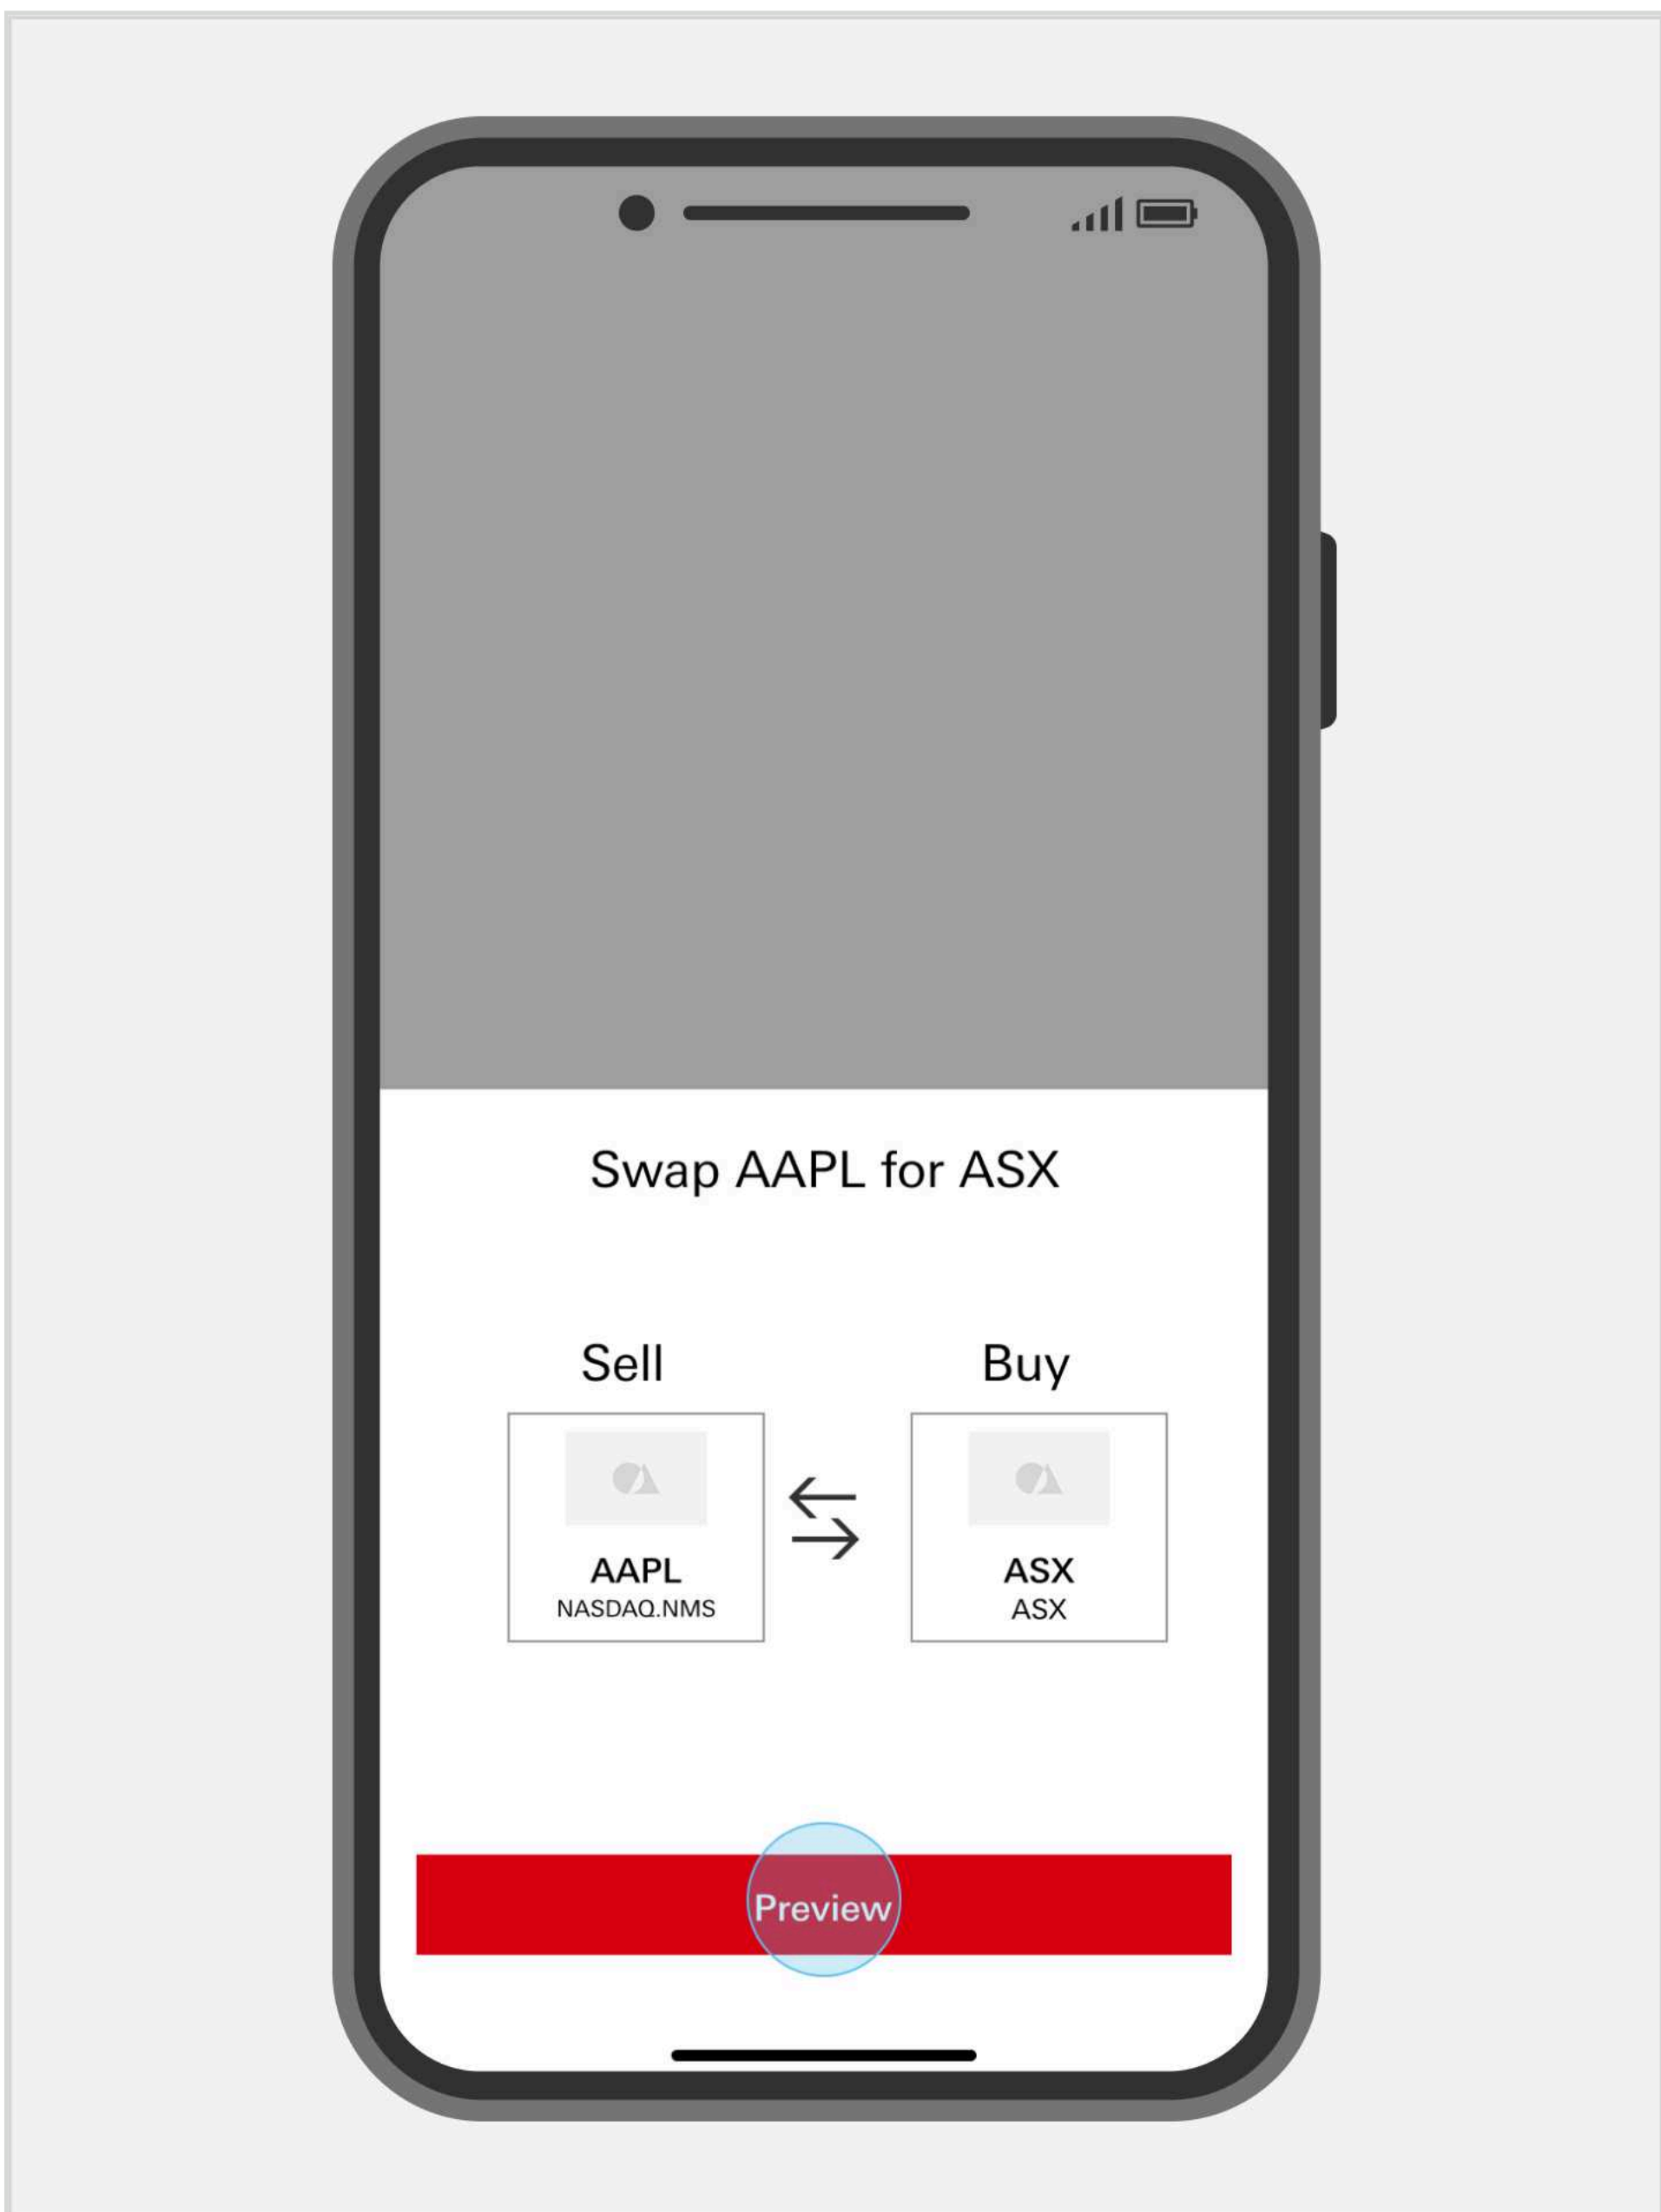 Swap AAPL for ASX
Sell
Buy
AAPL
NASDAQ.NMS
ASX
ASX
Preview